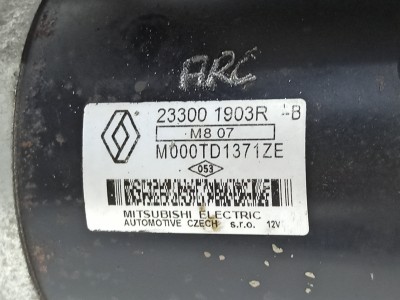 ARC
23300 1903R -B
M8 07
M000TD1371ZE
053
MITSUBISHI ELECTRIC
AUTOMOTIVE CZECH s.r.o. 12V